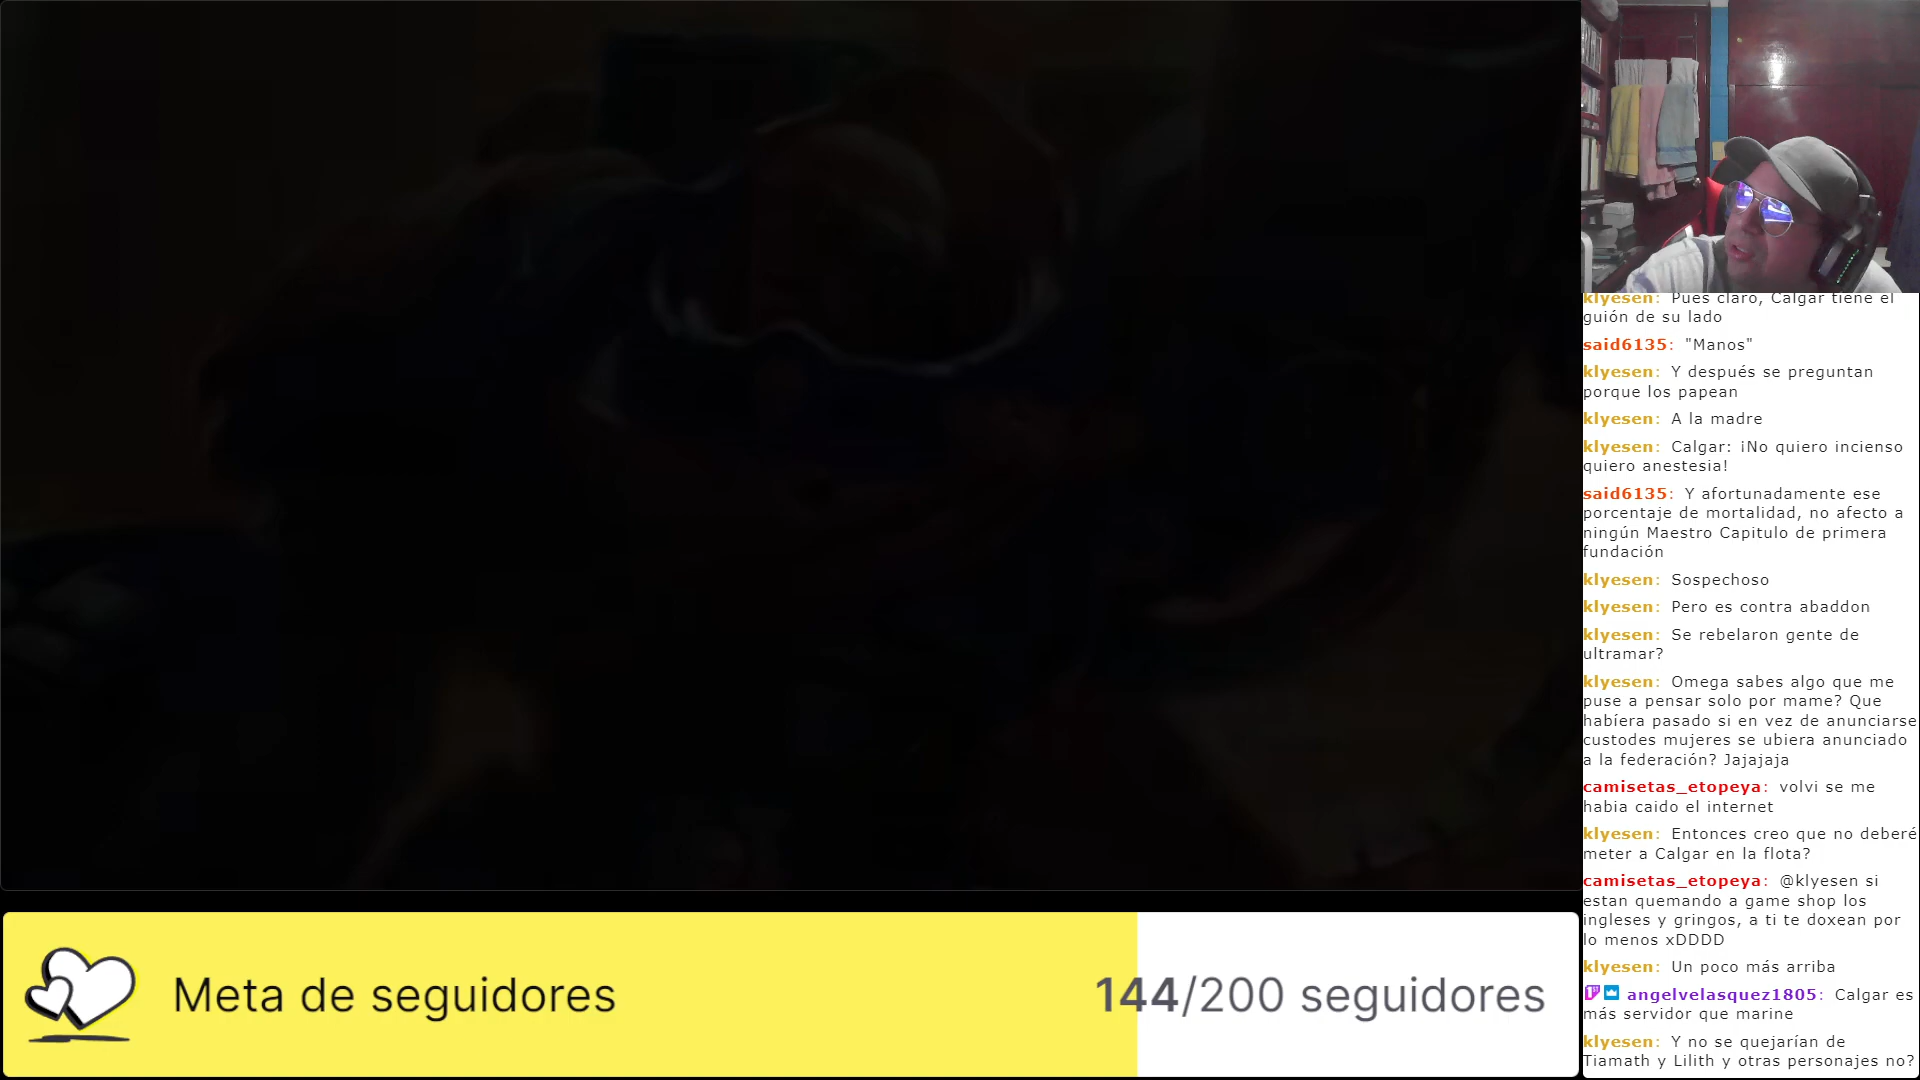 klyesen: Pues claro, Calgar tiene el
guión de su lado
said6135: "Manos"
klyesen: Y después se preguntan
porque los papean
klyesen: A la madre
klyesen: Calgar: ¡No quiero incienso
quiero anestesia!
said6135: Y afortunadamente ese
porcentaje de mortalidad, no afecto a
ningún Maestro Capitulo de primera
fundación
klyesen: Sospechoso
klyesen: Pero es contra abaddon
klyesen: Se rebelaron gente de
ultramar?
klyesen: Omega sabes algo que me
puse a pensar solo por mame? Que
habíera pasado si en vez de anunciarse
custodes mujeres se ubiera anunciado
a la federación? Jajajaja
camisetas_etopeya: volvi se me
habia caido el internet
klyesen: Entonces creo que no deberé
meter a Calgar en la flota?
camisetas_etopeya: @klyesen si
estan quemando a game shop los
ingleses y gringos, a ti te doxean por
lo menos xDDDD
klyesen: Un poco más arriba
angelvelasquez1805: Calgar es
más servidor que marine
klyesen: Y no se quejarían de
Tiamath y Lilith y otras personajes no?
Meta de seguidores
144/200 seguidores